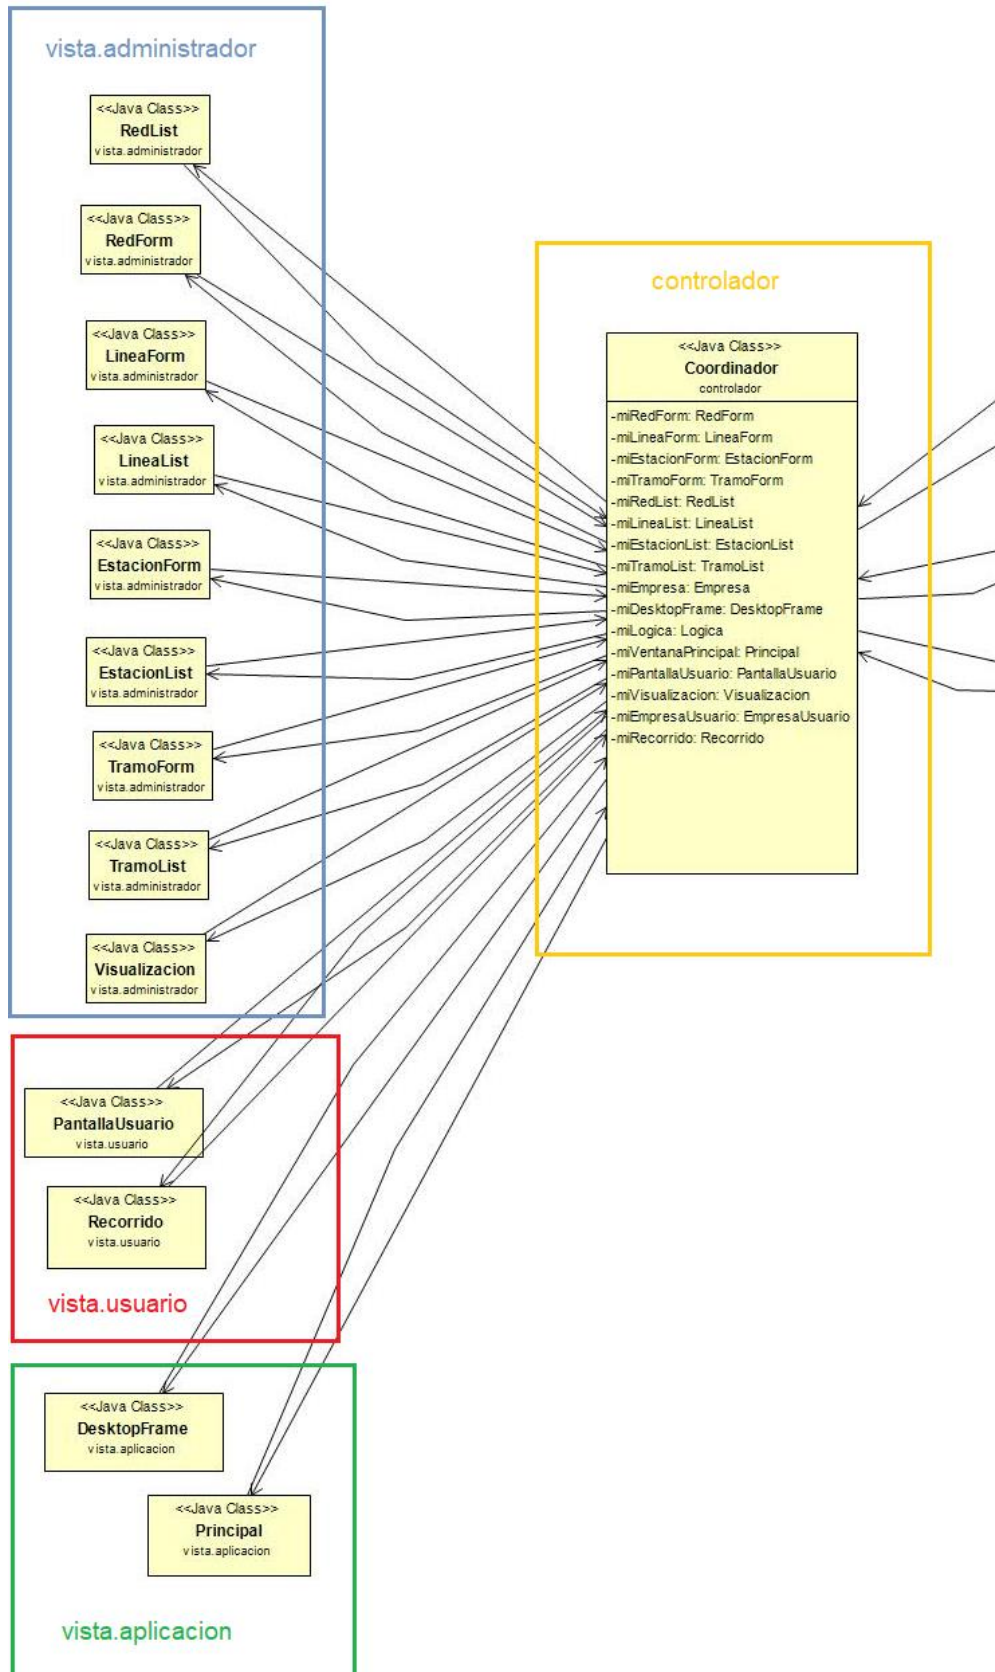 vista.administrador
<<Java Class>>
RedList
vista.administrador
<<Java Class>>
RedForm
vista.administrador
<<Java Class>>
LineaForm
vista.administrador
<<Java Class>>
LineaList
vista.administrador
<<Java Class>>
EstacionForm
vista.administrador
<<Java Class>>
EstacionList
vista.administrador
<<Java Class>>
TramoForm
vista.administrador
<<Java Class>>
TramoList
vista.administrador
<<Java Class>>
Visualizacion
vista.administrador
<<Java Class>>
PantallaUsuario
vista.usuario
<<Java Class>>
Recorrido
vista.usuario
vista.usuario
<<Java Class>>
DesktopFrame
vista.aplicacion
<<Java Class>>
Principal
vista.aplicacion
vista.aplicacion
controlador
<<Java Class>>
Coordinador
controlador
-miRedForm: RedForm
-miLineaForm: LineaForm
-miEstacionForm: EstacionForm
-miTramoForm: TramoForm
-miRedList: RedList
-miLineaList: LineaList
-miEstacionList: EstacionList
-miTramoList: TramoList
-miEmpresa: Empresa
-miDesktopFrame: DesktopFrame
-miLogica: Logica
-miVentanaPrincipal: Principal
-miPantallaUsuario: PantallaUsuario
-miVisualizacion: Visualizacion
-miEmpresaUsuario: EmpresaUsuario
-miRecorrido: Recorrido